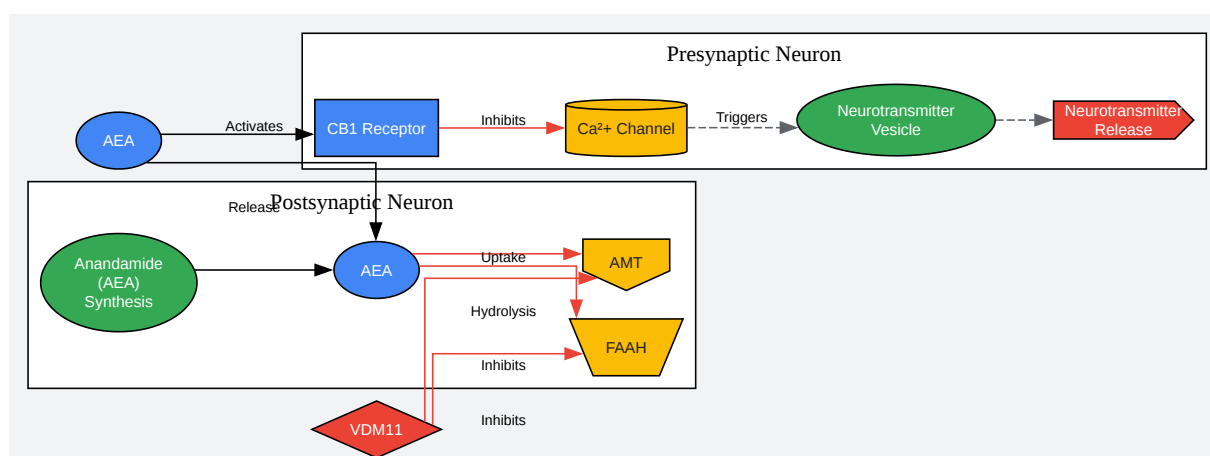 Presynaptic Neuron
AEA
Activates
CB1 Receptor
Inhibits
Ca²+ Channel
Triggers
Neurotransmitter
Vesicle
Neurotransmitter
Release
Postsynaptic Neuron
Release
Anandamide
(AEA)
Synthesis
AEA
Uptake
AMT
Hydrolysis
FAAH
Inhibits
VDM11
Inhibits